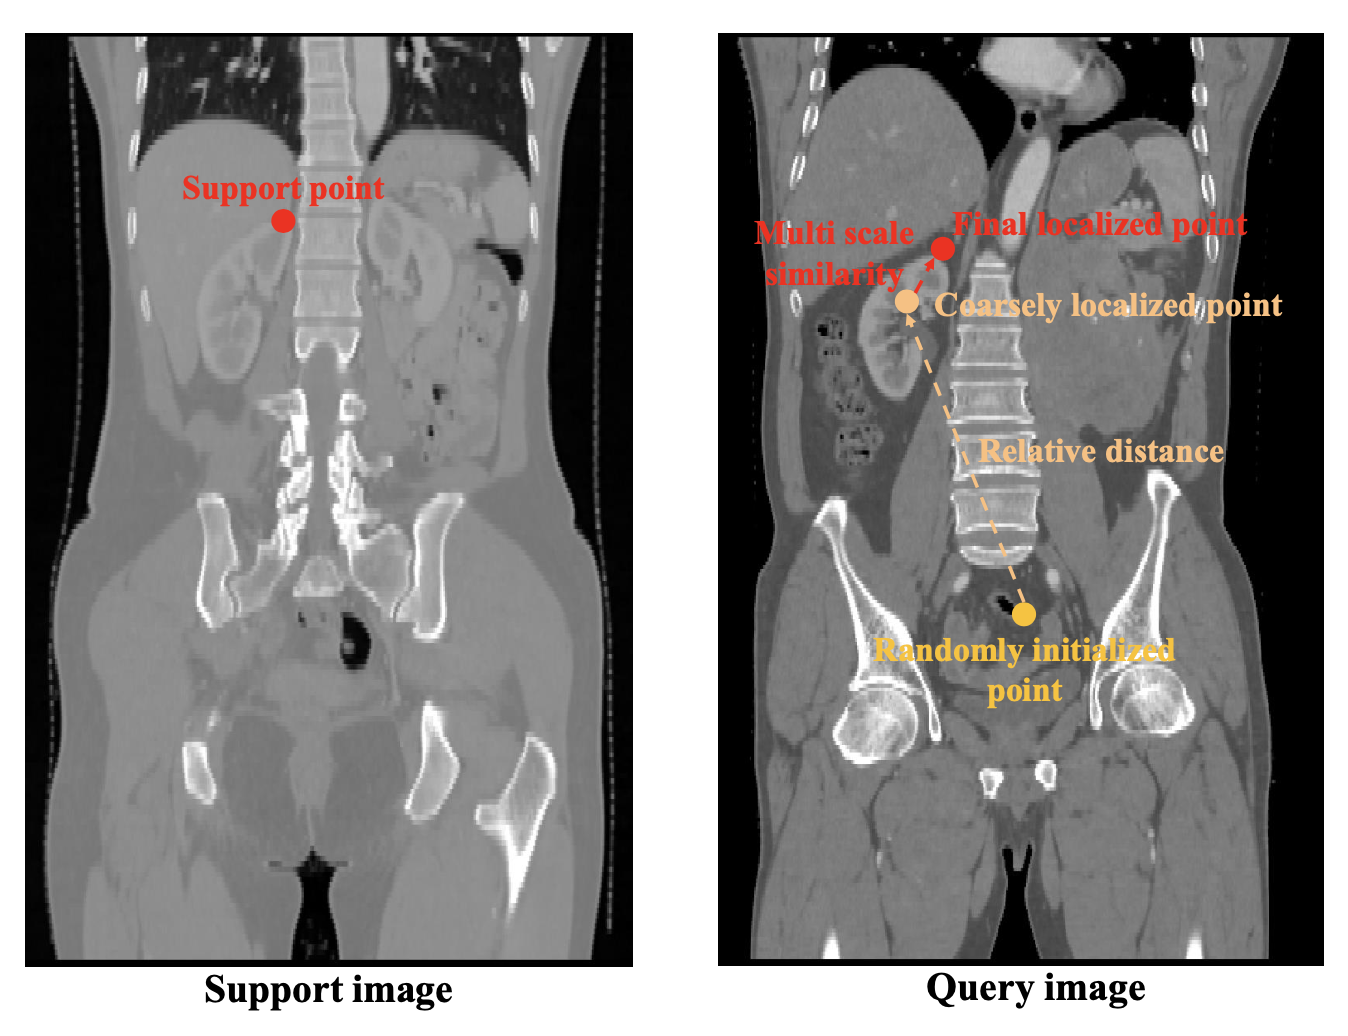 Support point
Support image
Multi scale
similarity
Final localized point
Coarsely localized point
Relative distance
Randomly initialized
point
Query image